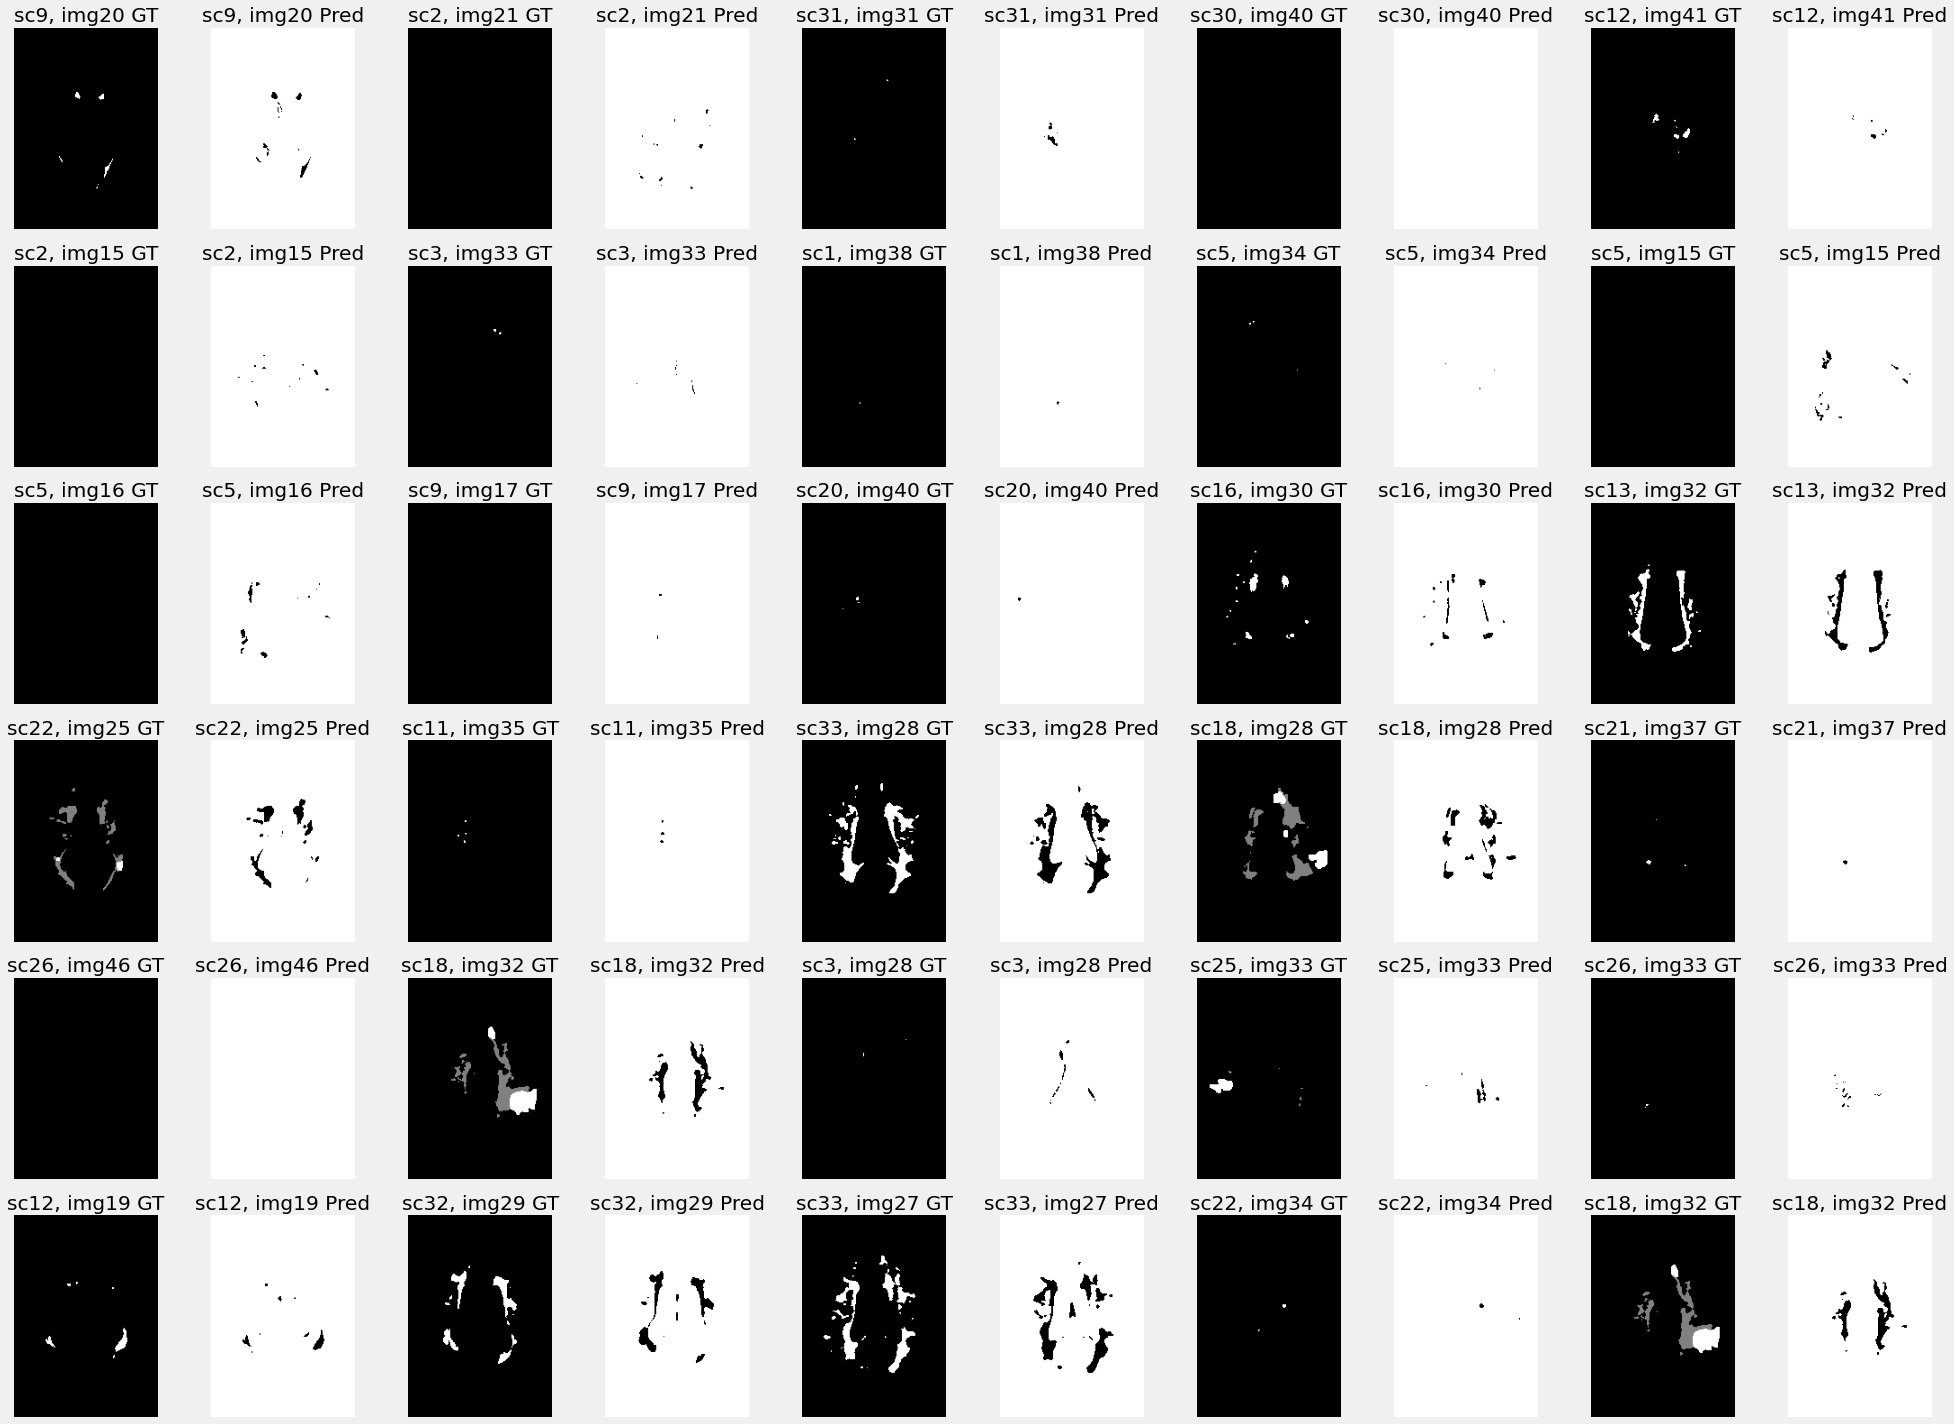 sc9, img20 GT sc9, img20 Pred sc2, img21 GT sc2, img21 Pred sc31, img31 GT sc31, img31 Pred sc30, img40 GT sc30, img40 Pred sc12, img41 GT sc12, img41 Pred
sc2, img15 GT sc2, img15 Pred sc3, img33 GT sc3, img33 Pred sc1, img38 GT sc1, img38 Pred sc5, img34 GT sc5, img34 Pred sc5, img15 GT sc5, img15 Pred
sc5, img16 GT sc5, img16 Pred sc9, img17 GT sc9, img17 Pred sc20, img40 GT sc20, img40 Pred sc16, img30 GT sc16, img30 Pred sc13, img32 GT sc13, img32 Pred
sc22, img25 GT sc22, img25 Pred sc11, img35 GT sc11, img35 Pred sc33, img28 GT sc33, img28 Pred sc18, img28 GT sc18, img28 Pred sc21, img37 GT sc21, img37 Pred
sc26, img46 GT sc26, img46 Pred sc18, img32 GT sc18, img32 Pred sc3, img28 GT sc3, img28 Pred sc25, img33 GT sc25, img33 Pred sc26, img33 GT sc26, img33 Pred
sc12, img19 GT sc12, img19 Pred sc32, img29 GT sc32, img29 Pred sc33, img27 GT sc33, img27 Pred sc22, img34 GT sc22, img34 Pred sc18, img32 GT sc18, img32 Pred